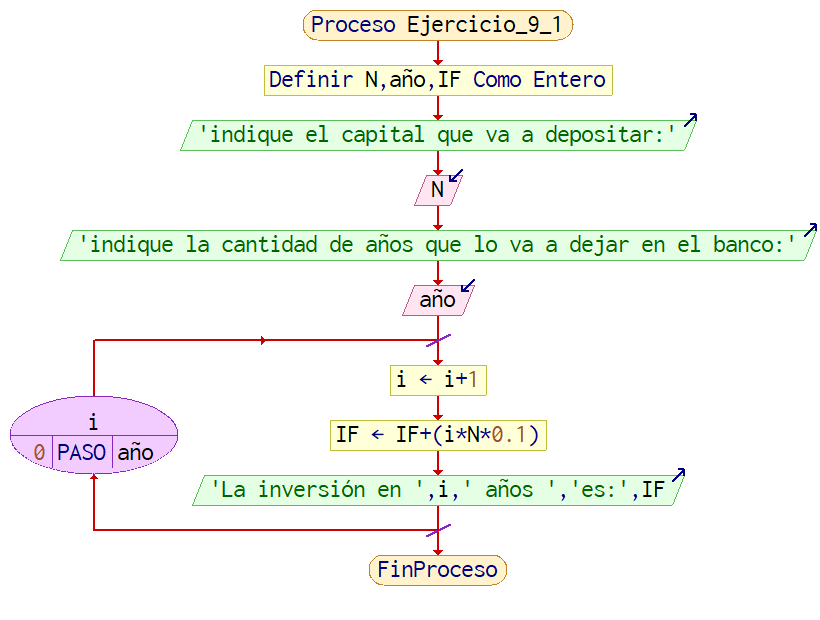 Proceso Ejercicio_9_1
Definir N,año,IF Como Entero
'indique el capital que va a depositar:'
N
'indique la cantidad de años que lo va a dejar en el banco:'
año
i ← i+1
i
0 PASO año
IF ← IF+(i*N*0.1)
'La inversión en ',i,' años ','es:',IF
FinProceso